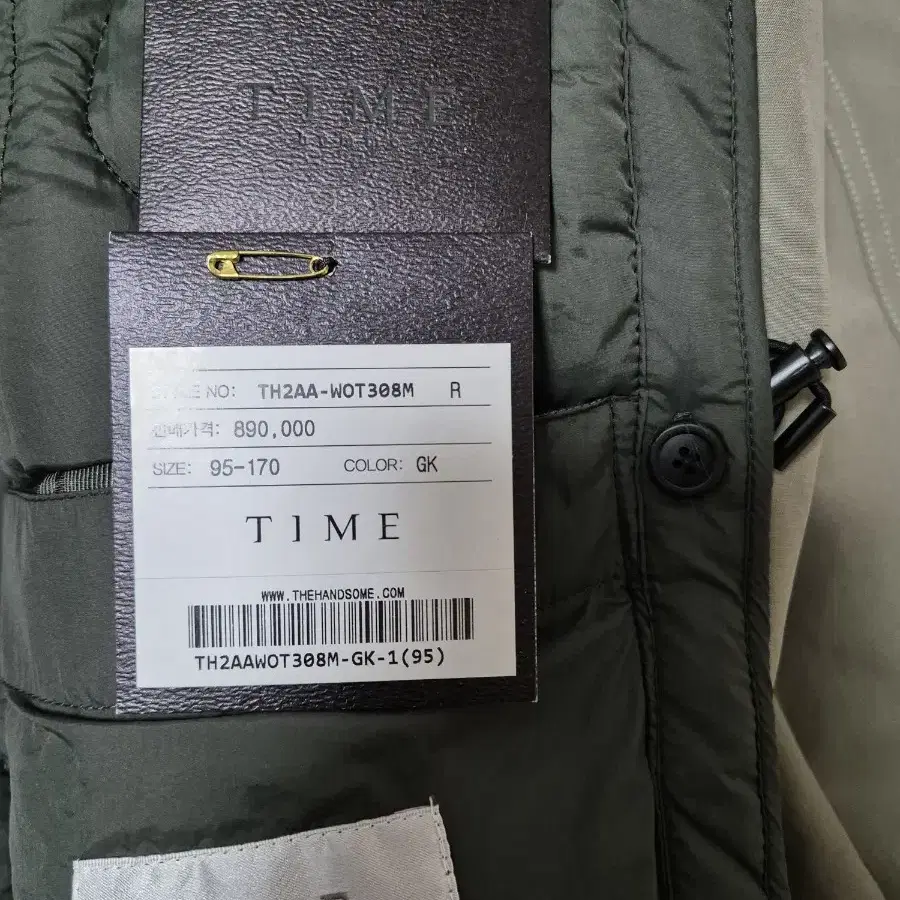 TIME
STYLE NO: TH2AA-WOT308M R
판매가격: 890,000
SIZE: 95-170 COLOR: GK
TIME
WWW.THEHANDSOME.COM
TH2AAWOT308M-GK-1(95)